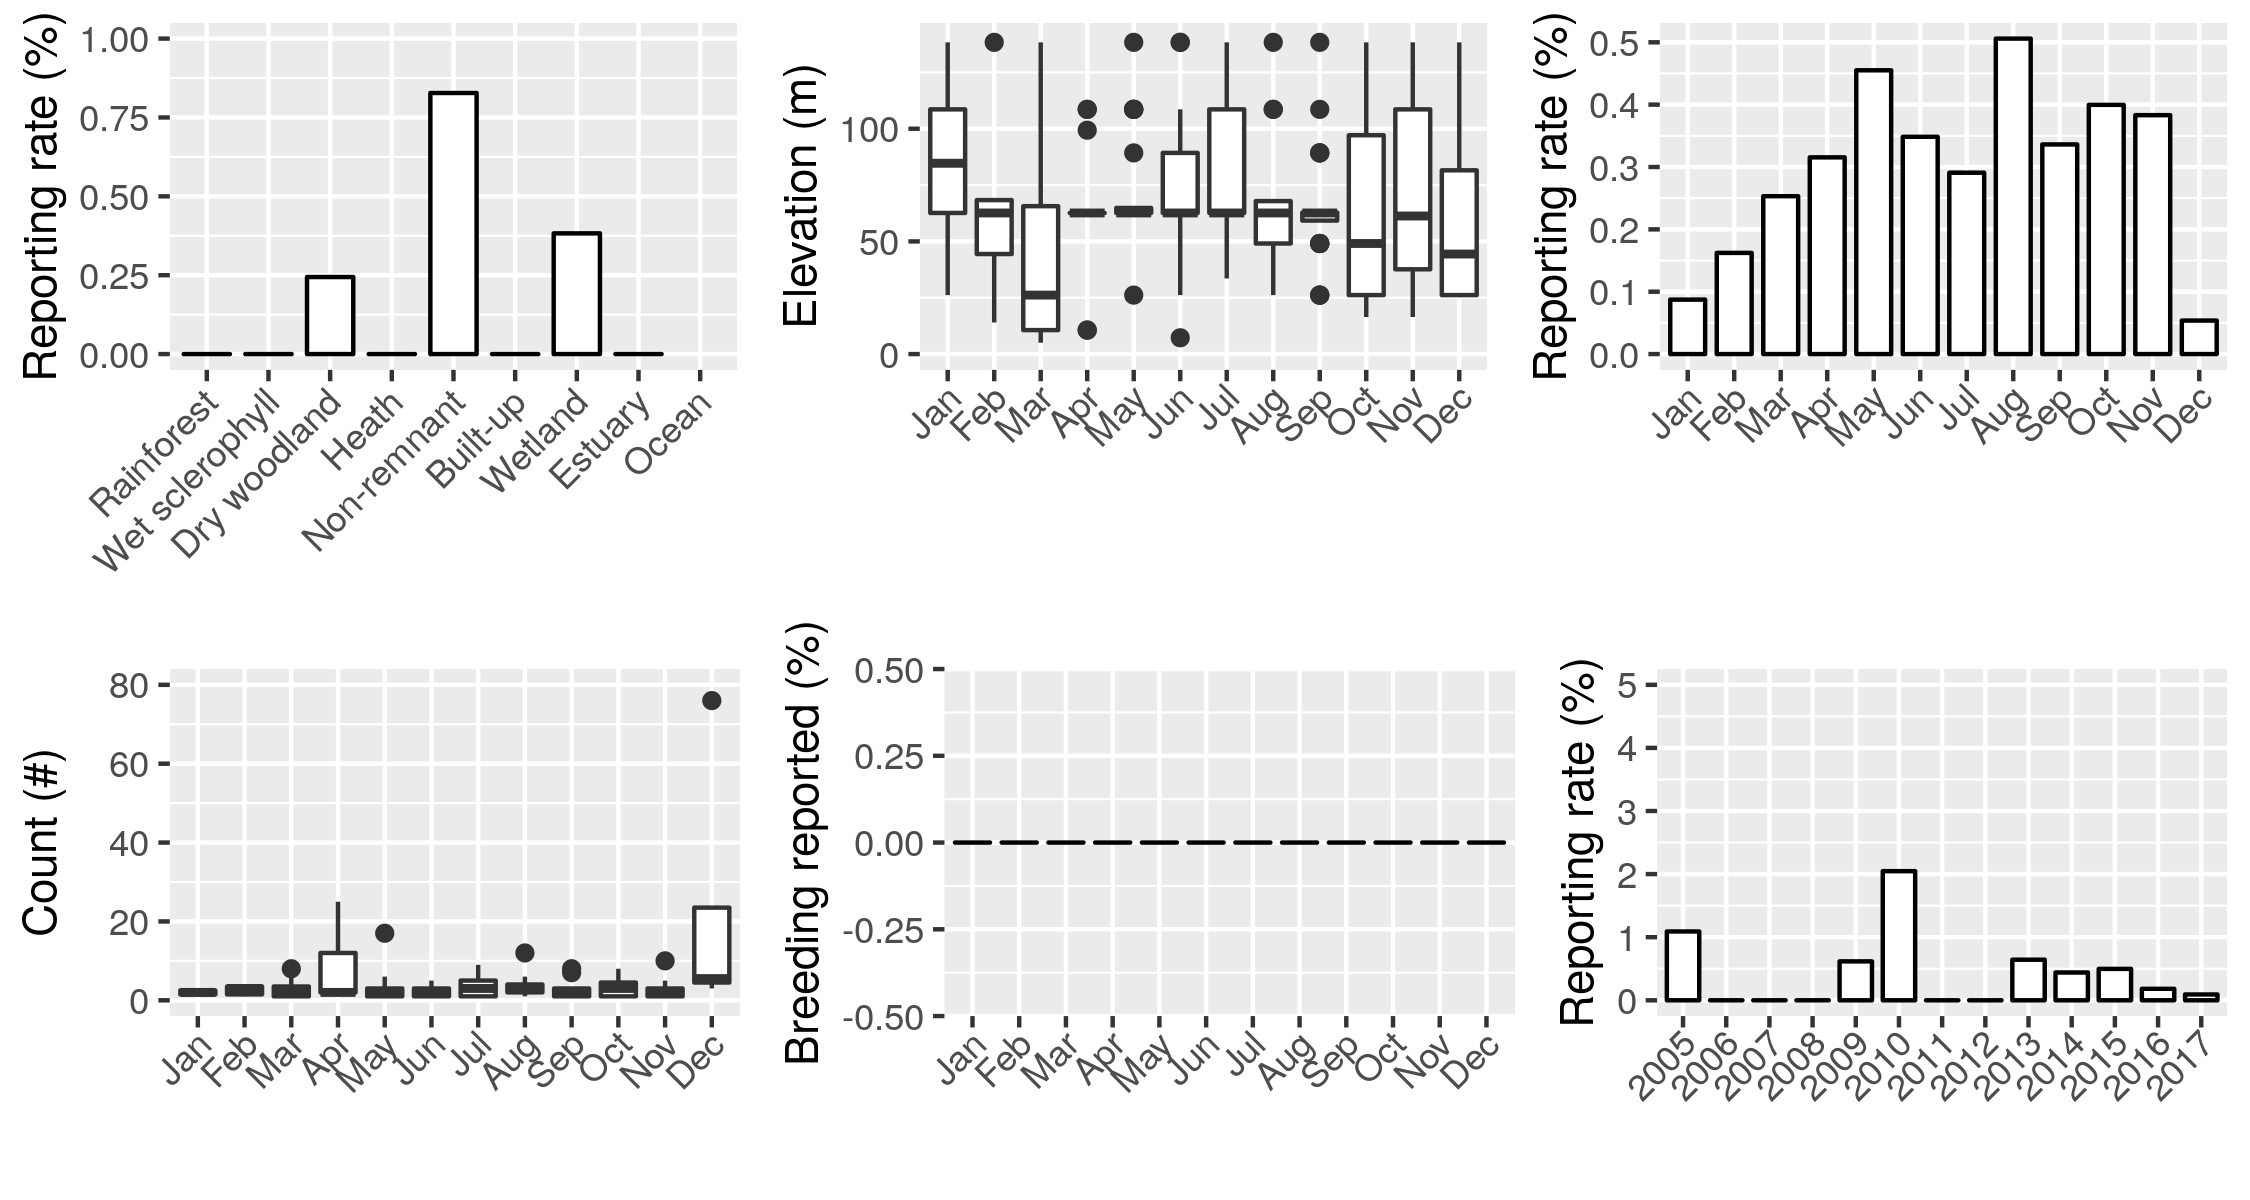 Reporting rate (%)
1.00
0.75
0.50
0.25
0.00
Rainforest
Wet sclerophyll
Dry woodland
Heath
Non-remnant
Built-up
Wetland
Estuary
Ocean
Elevation (m)
100
50
0
Jan Feb Mar Apr May Jun Jul Aug Sep Oct Nov Dec
Reporting rate (%)
0.5
0.4
0.3
0.2
0.1
0.0
Jan Feb Mar Apr May Jun Jul Aug Sep Oct Nov Dec
Count (#)
80
60
40
20
0
Jan Feb Mar Apr May Jun Jul Aug Sep Oct Nov Dec
Breeding reported (%)
0.50
0.25
0.00
-0.25
-0.50
Jan Feb Mar Apr May Jun Jul Aug Sep Oct Nov Dec
Reporting rate (%)
5
4
3
2
1
0
2005 2006 2007 2008 2009 2010 2011 2012 2013 2014 2015 2016 2017